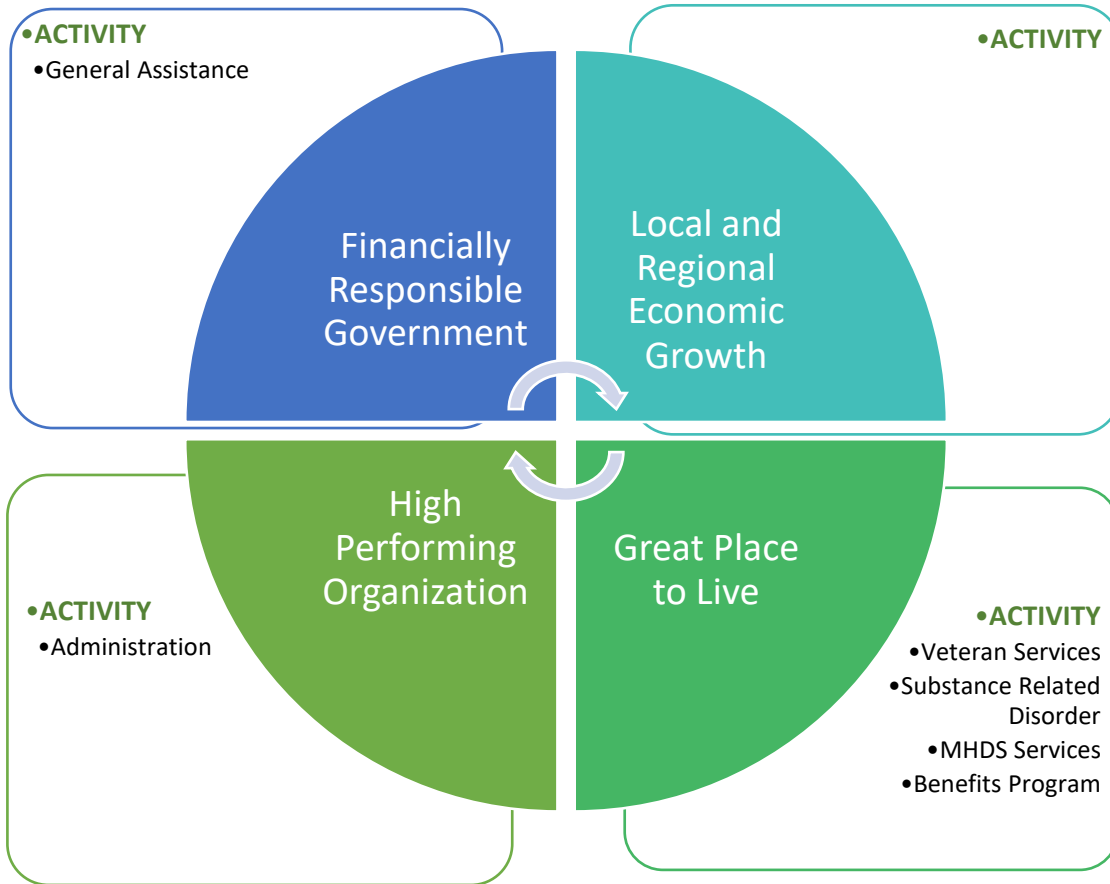 •ACTIVITY
•General Assistance
•ACTIVITY
Financially
Responsible
Government
Local and
Regional
Economic
Growth
High
Performing
Organization
Great Place
to Live
•ACTIVITY
•Administration
•ACTIVITY
•Veteran Services
•Substance Related
Disorder
•MHDS Services
•Benefits Program